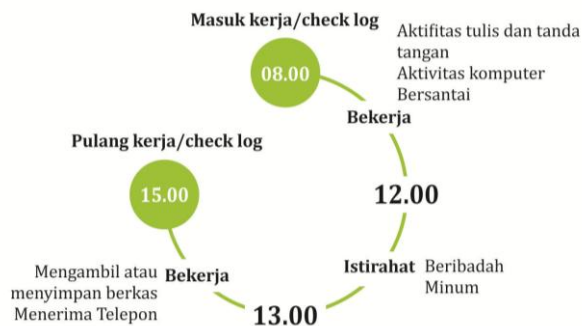 Masuk kerja/check log
08.00
Aktifitas tulis dan tanda
tangan
Aktivitas komputer
Bersantai
Bekerja
12.00
Istirahat
Beribadah
Minum
13.00
Bekerja
Mengambil atau
menyimpan berkas
Menerima Telepon
Pulang kerja/check log
15.00